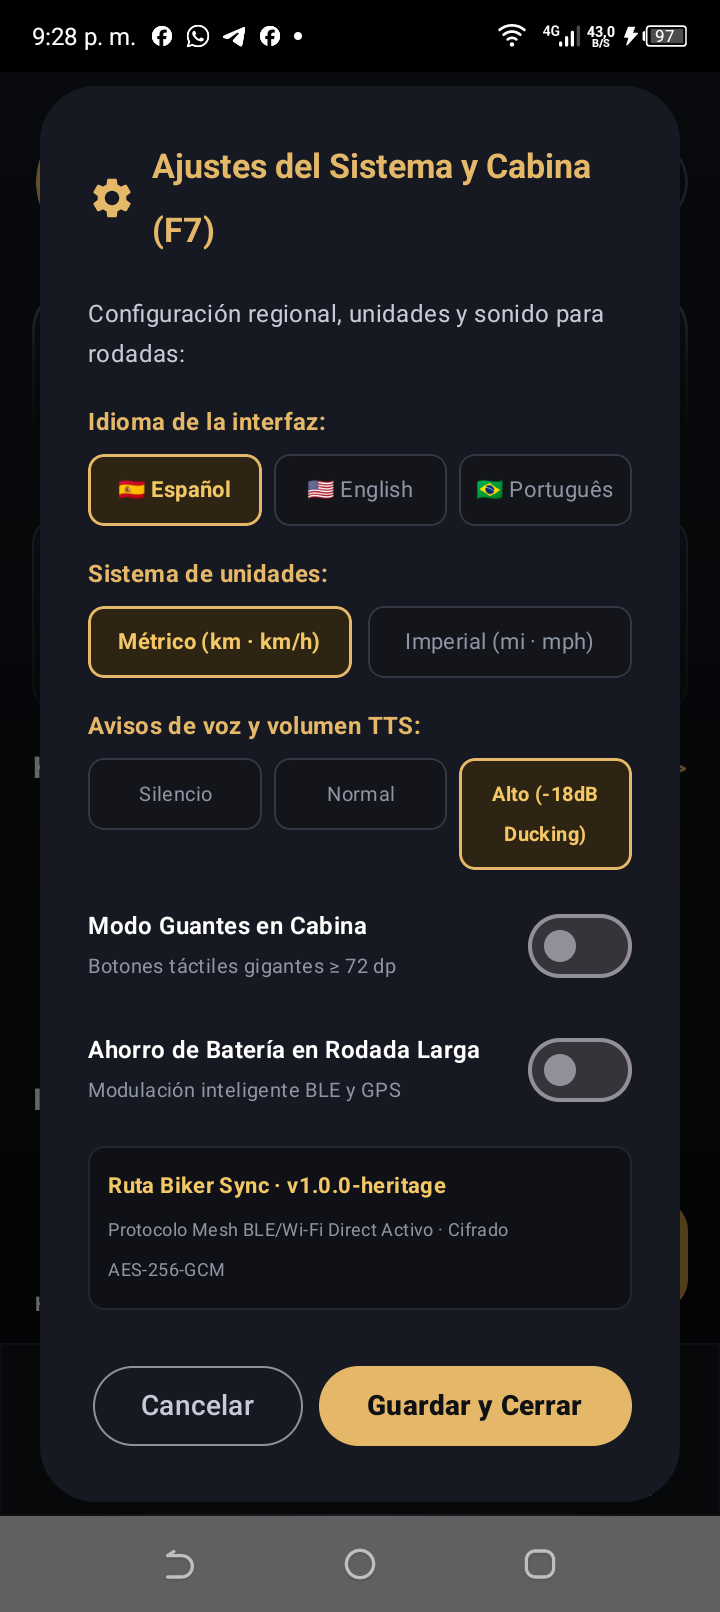 9:28 p. m.
4G
43,0
B/S
97
Ajustes del Sistema y Cabina
(F7)
Configuración regional, unidades y sonido para
rodadas:
Idioma de la interfaz:
🇪🇸 Español
🇺🇸 English
🇧🇷 Português
Sistema de unidades:
Métrico (km · km/h)
Imperial (mi · mph)
Avisos de voz y volumen TTS:
Silencio
Normal
Alto (-18dB
Ducking)
Modo Guantes en Cabina
Botones táctiles gigantes ≥ 72 dp
Ahorro de Batería en Rodada Larga
Modulación inteligente BLE y GPS
Ruta Biker Sync · v1.0.0-heritage
Protocolo Mesh BLE/Wi-Fi Direct Activo · Cifrado
AES-256-GCM
Cancelar
Guardar y Cerrar